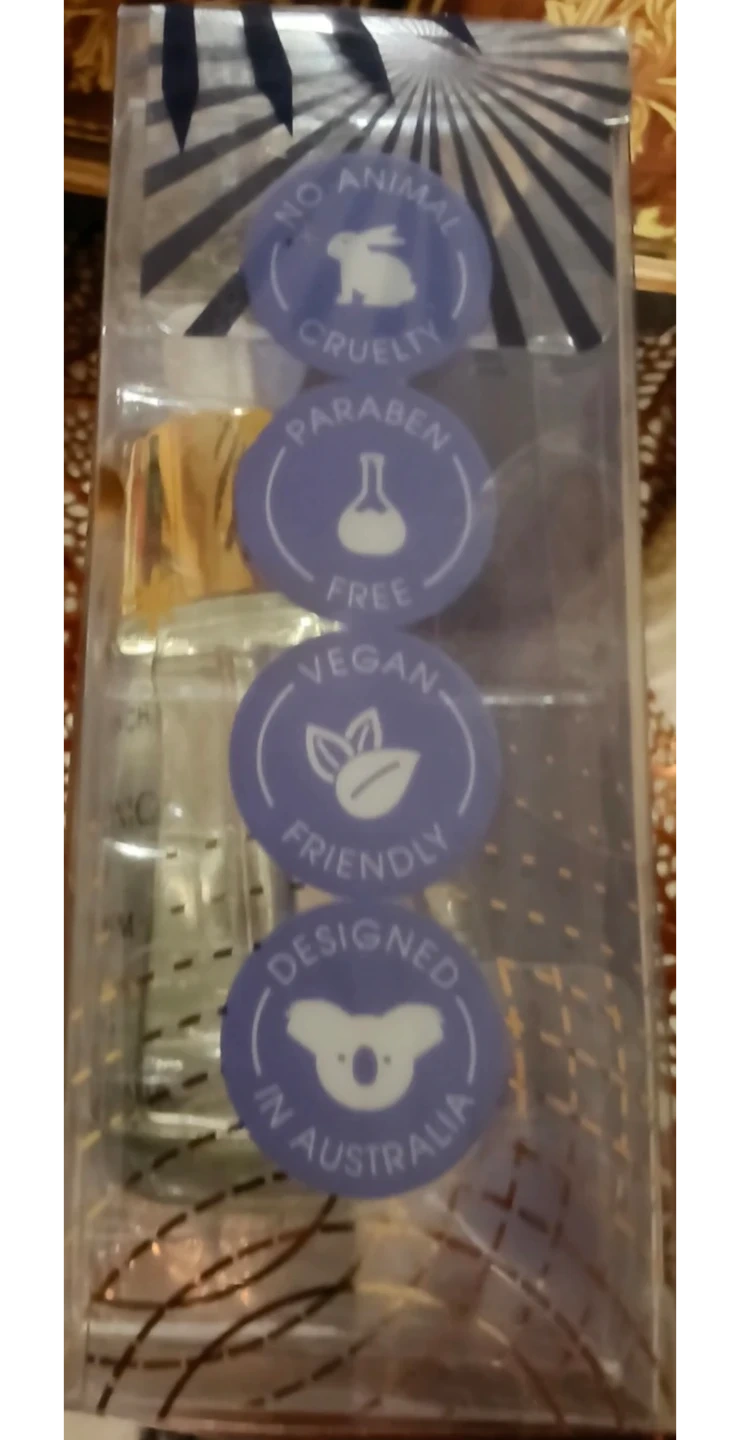 NO ANIMAL
CRUELTY
PARABEN
FREE
VEGAN
FRIENDLY
DESIGNED
IN AUSTRALIA